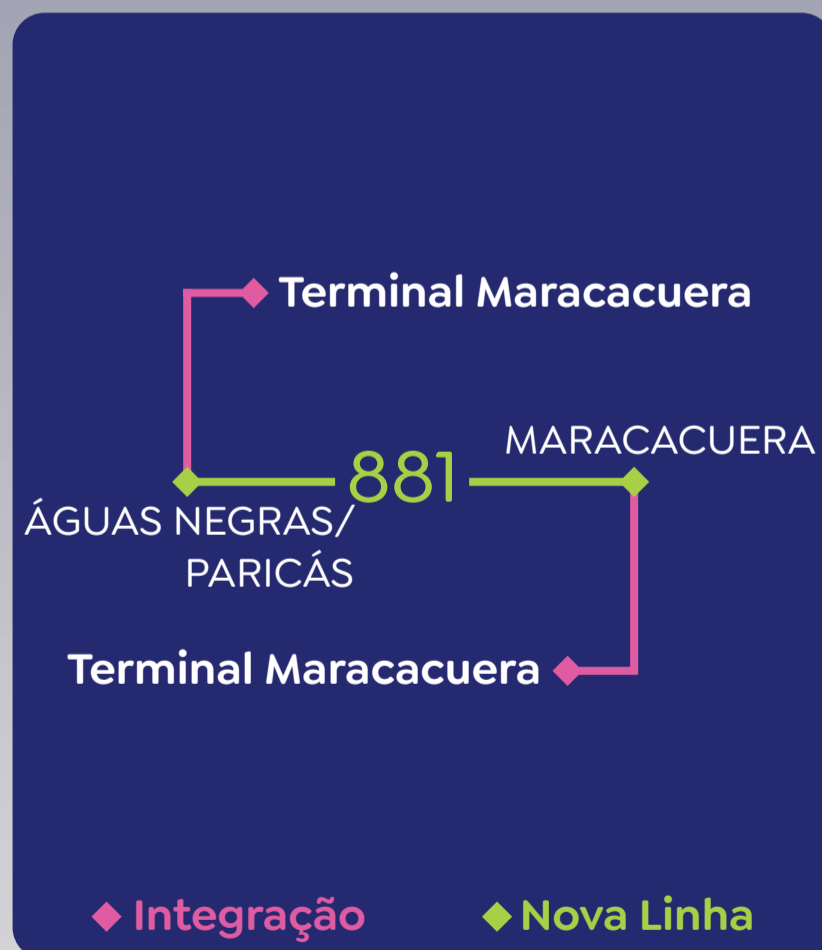 Terminal Maracacuera
MARACACUERA
881
ÁGUAS NEGRAS/
PARICÁS
Terminal Maracacuera
Integração
Nova Linha